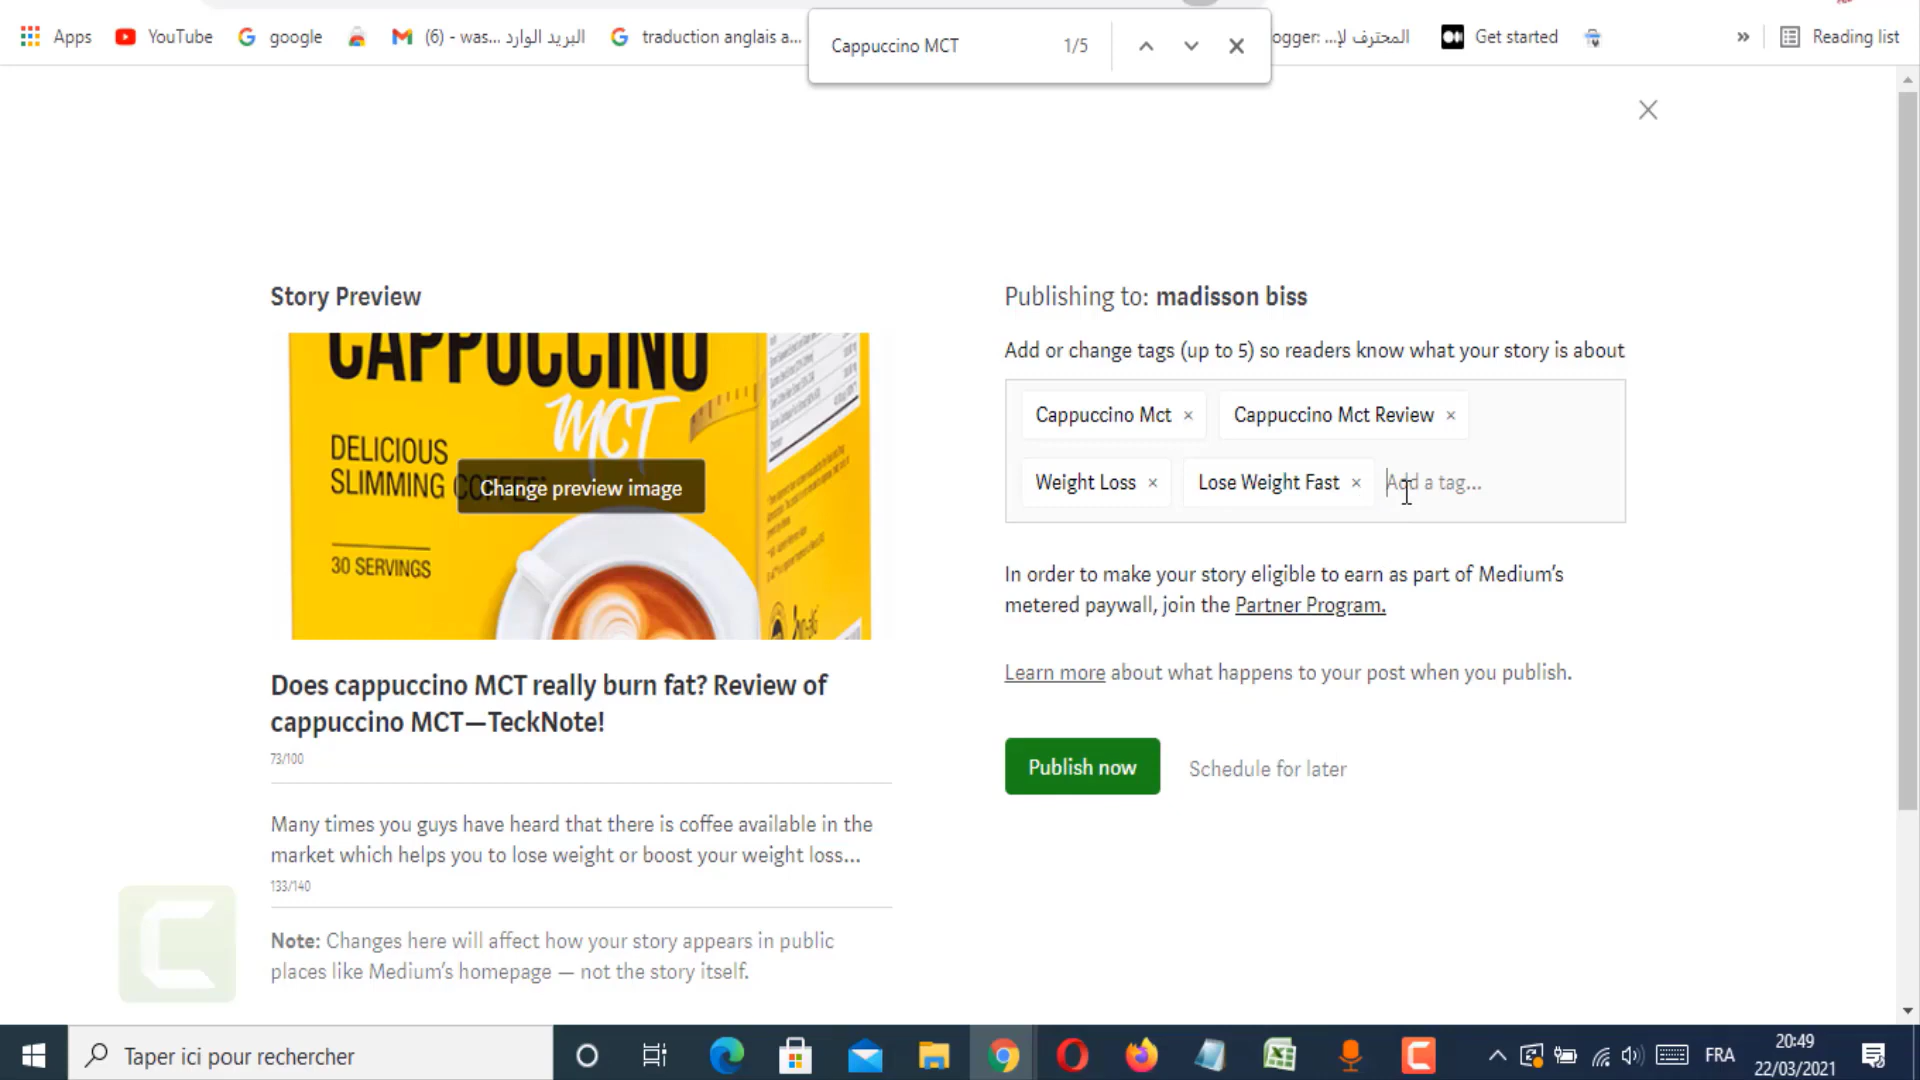 Apps
YouTube
google
(6) - was... البريد الوارد
traduction anglais a...
Cappuccino MCT
1/5
ogger: ...المحترف لإ
Get started
»
Reading list
Story Preview
CAPPUCCINO
MCT
DELICIOUS
SLIMMING COFFEE
Change preview image
30 SERVINGS
Does cappuccino MCT really burn fat? Review of
cappuccino MCT—TeckNote!
73/100
Many times you guys have heard that there is coffee available in the
market which helps you to lose weight or boost your weight loss...
133/140
Note: Changes here will affect how your story appears in public
places like Medium’s homepage — not the story itself.
Publishing to: madisson biss
Add or change tags (up to 5) so readers know what your story is about
Cappuccino Mct ×
Cappuccino Mct Review ×
Weight Loss ×
Lose Weight Fast ×
Add a tag...
In order to make your story eligible to earn as part of Medium’s
metered paywall, join the Partner Program.
Learn more about what happens to your post when you publish.
Publish now
Schedule for later
Taper ici pour rechercher
FRA
20:49
22/03/2021